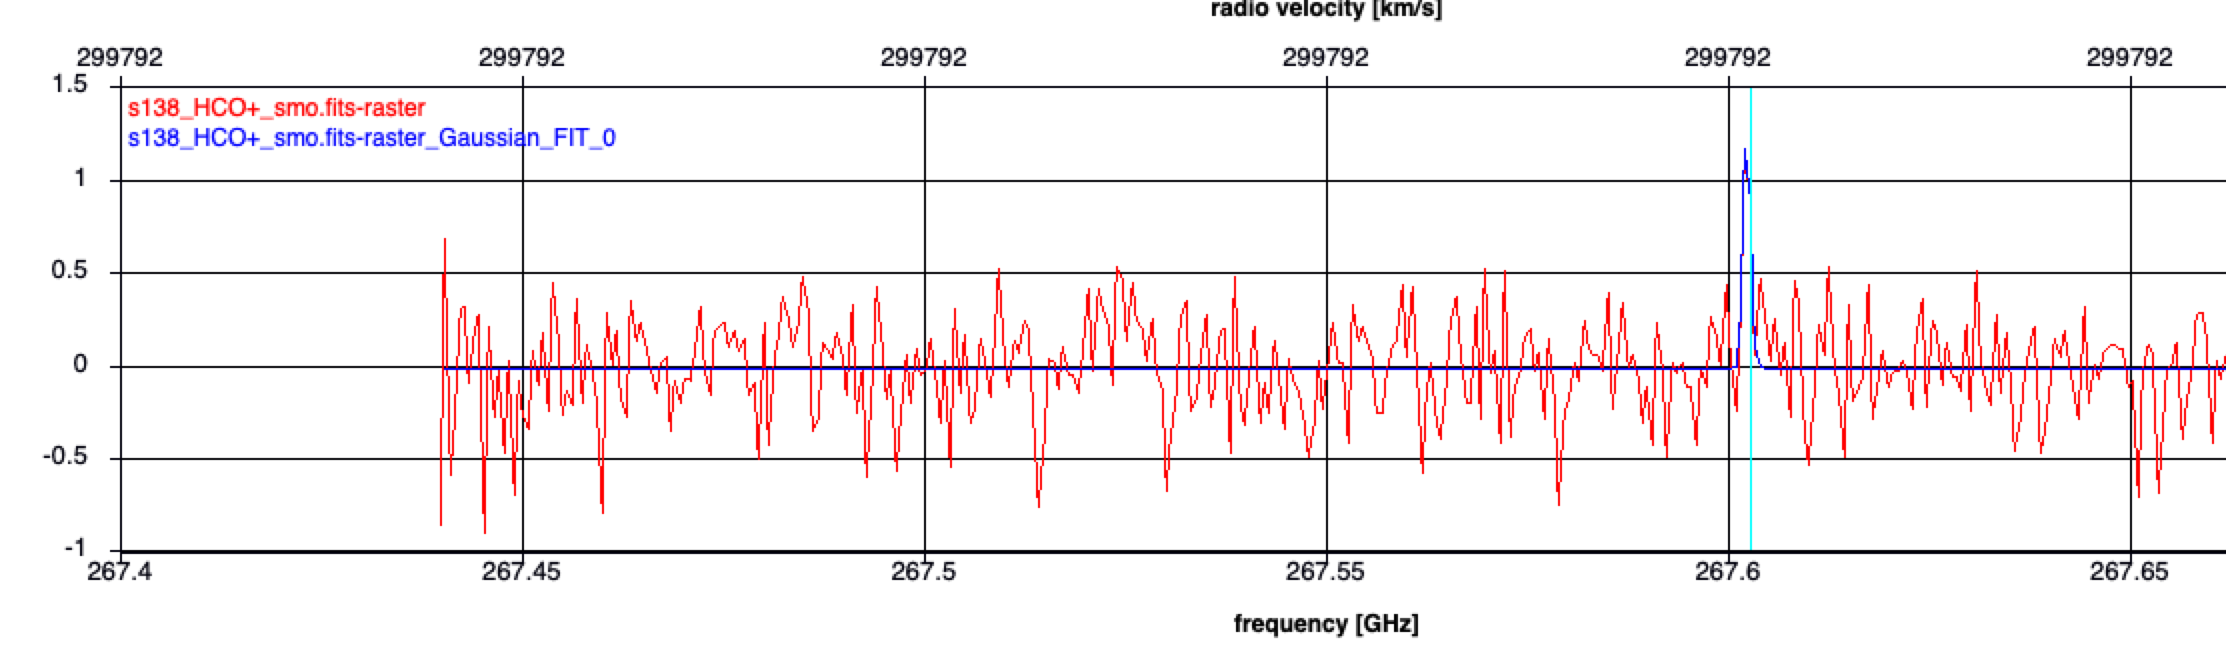 radio velocity [km/s]
299792 299792 299792 299792 299792 299792
1.5
s138_HCO+_smo.fits-raster
s138_HCO+_smo.fits-raster_Gaussian_FIT_0
1
0.5
0
-0.5
-1
267.4 267.45 267.5 267.55 267.6 267.65
frequency [GHz]